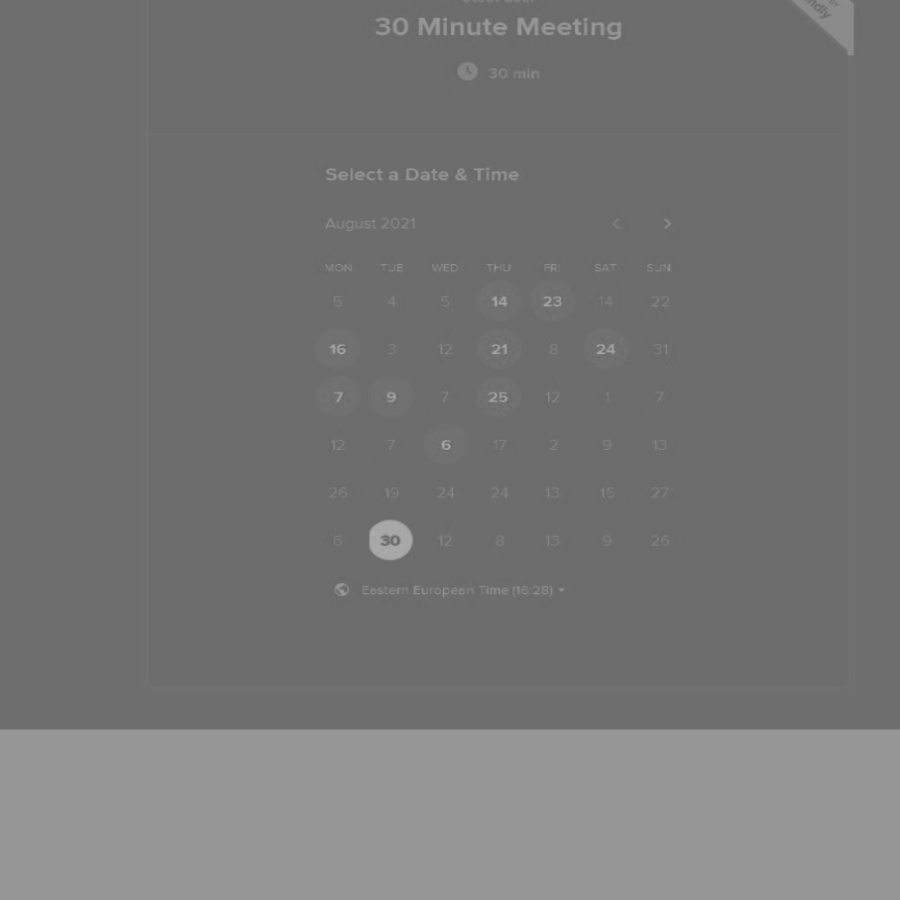 30 Minute Meeting
30 min
Select a Date & Time
August 2021
MON TUE WED THU FRI SAT SUN
5 4 5 14 23 14 22
16 3 12 21 8 24 31
7 9 7 25 12 1 7
12 7 6 17 2 9 13
26 19 24 24 13 15 27
6 30 12 8 13 9 26
Eastern Europeen Time (16:28)